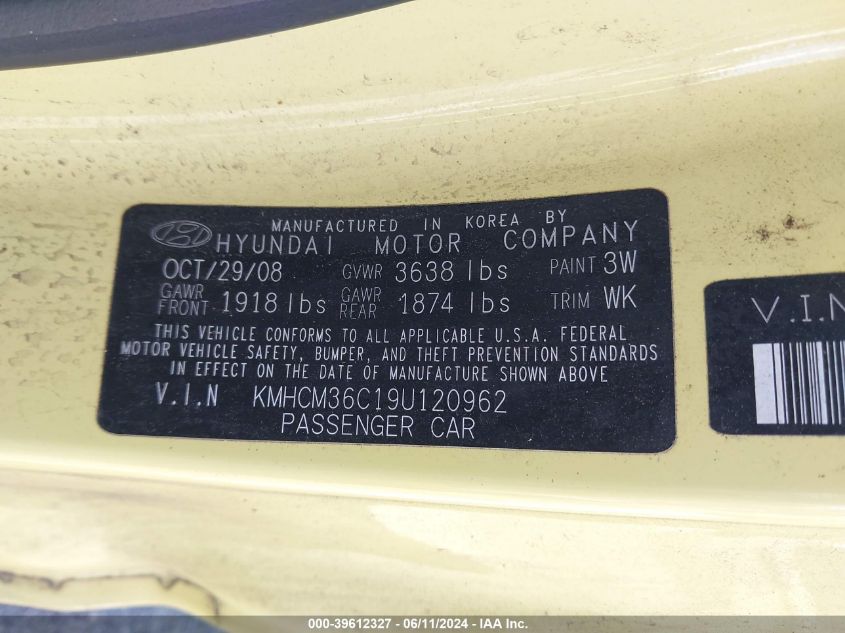 MANUFACTURED IN KOREA BY
HYUNDAI MOTOR COMPANY
OCT/29/08 GVWR 3638 lbs PAINT 3W
GAWR FRONT 1918 lbs GAWR REAR 1874 lbs TRIM WK
THIS VEHICLE CONFORMS TO ALL APPLICABLE U.S.A. FEDERAL
MOTOR VEHICLE SAFETY, BUMPER, AND THEFT PREVENTION STANDARDS
IN EFFECT ON THE DATE OF MANUFACTURE SHOWN ABOVE
V.I.N KMHCM36C19U120962
PASSENGER CAR
V.I.N
000-39612327 - 06/11/2024 - IAA Inc.